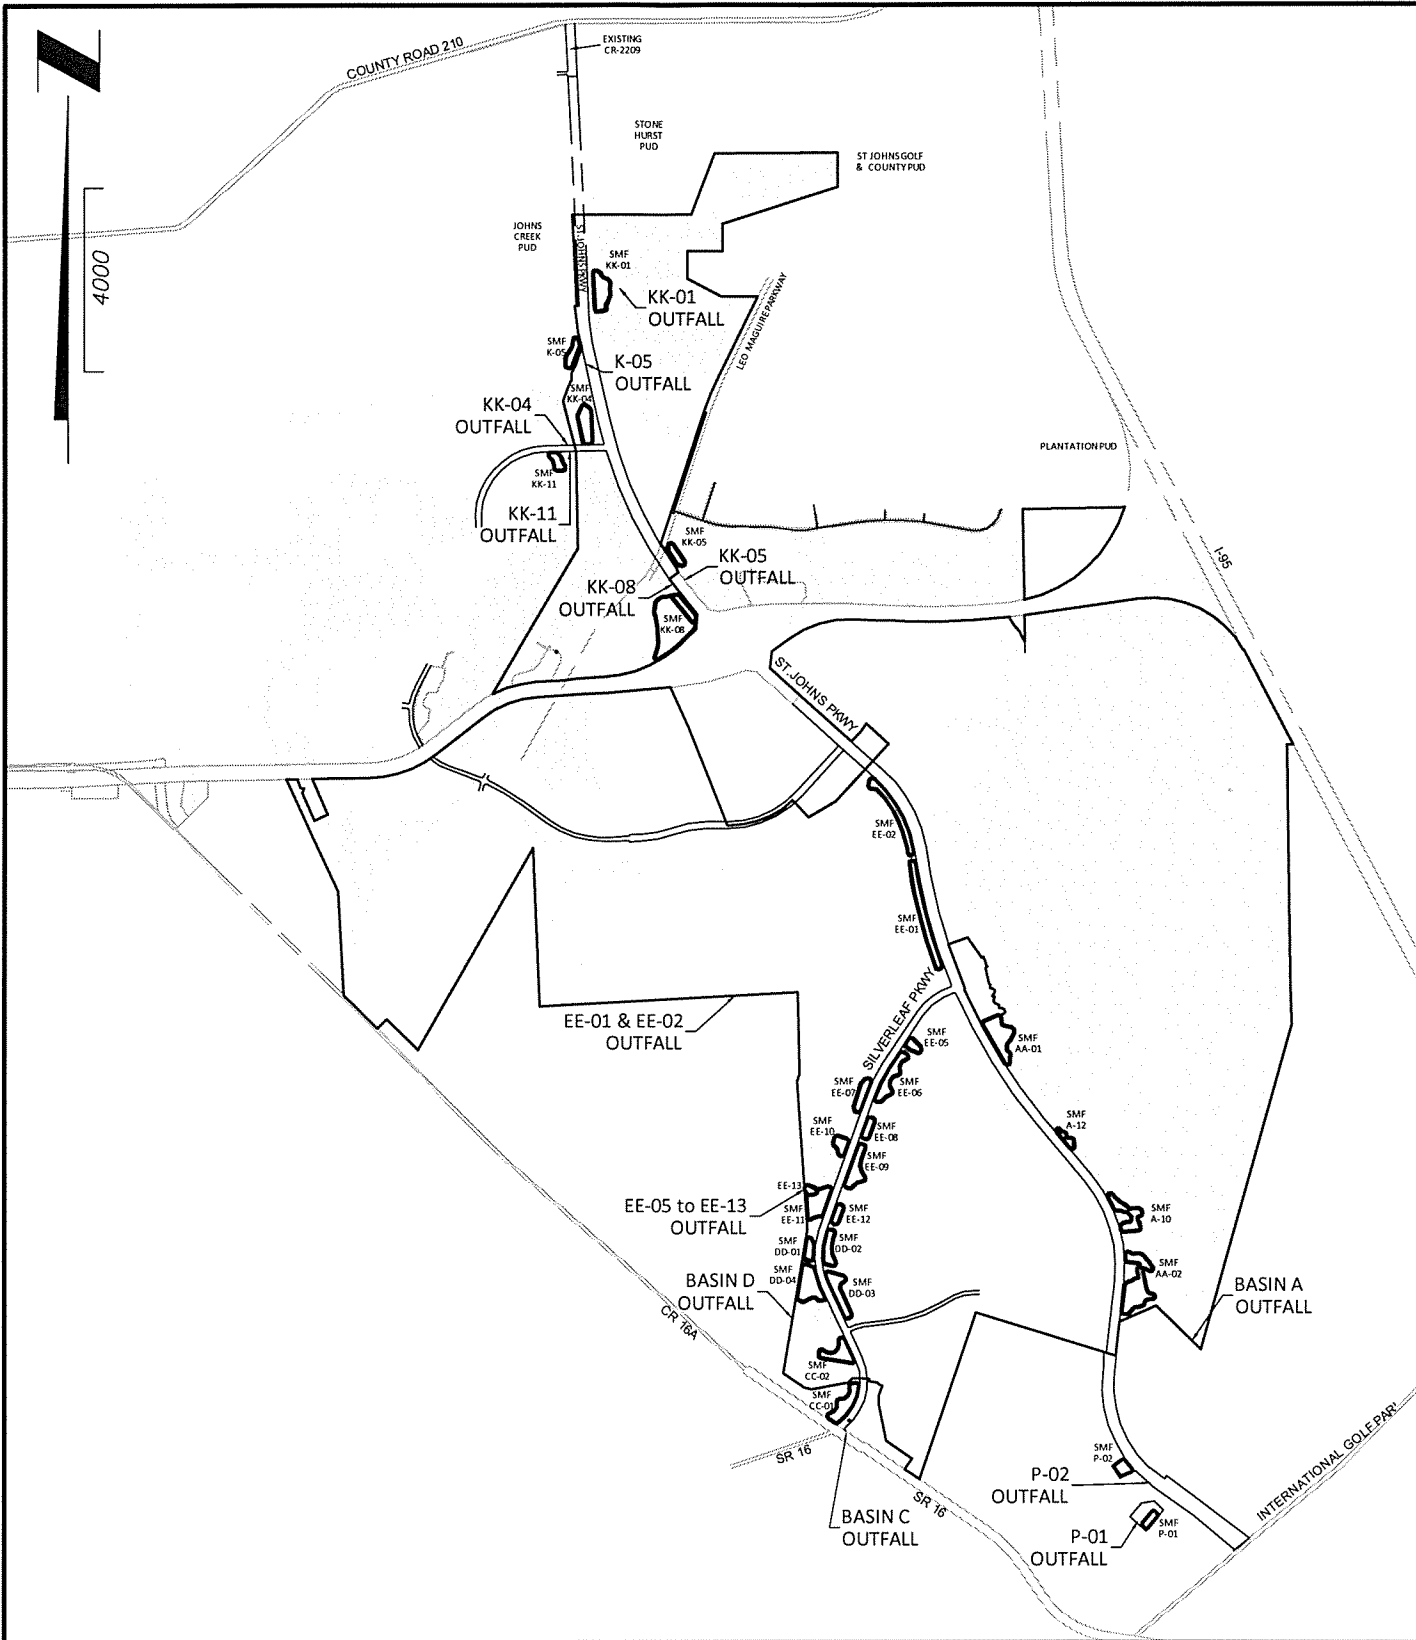 EXISTING
CR-2209
COUNTY ROAD 210
STONE
HURST
PUD
ST JOHNS GOLF
& COUNTY PUD
JOHNS
CREEK
PUD
ST. JOHNS PKWY
4000
SMF
KK-01
KK-01
OUTFALL
LEO MAGUIRE PARKWAY
SMF
K-05
K-05
OUTFALL
SMF
KK-04
KK-04
OUTFALL
PLANTATION PUD
SMF
KK-11
KK-11
OUTFALL
SMF
KK-05
KK-05
OUTFALL
I-95
KK-08
OUTFALL
SMF
KK-08
ST. JOHNS PKWY
SMF
EE-02
SMF
EE-01
SILVERLEAF PKWY
EE-01 & EE-02
OUTFALL
SMF
EE-05
SMF
AA-01
SMF
EE-07
SMF
EE-06
SMF
A-12
SMF
EE-10
SMF
EE-08
SMF
EE-09
EE-13
EE-05 to EE-13
OUTFALL
SMF
EE-11
SMF
EE-12
SMF
A-10
SMF
DD-01
SMF
DD-02
SMF
DD-04
SMF
DD-03
SMF
AA-02
BASIN D
OUTFALL
BASIN A
OUTFALL
CR 16A
SMF
CC-02
SMF
CC-01
SR 16
SR 16
BASIN C
OUTFALL
SMF
P-02
P-02
OUTFALL
INTERNATIONAL GOLF PAR
SMF
P-01
P-01
OUTFALL